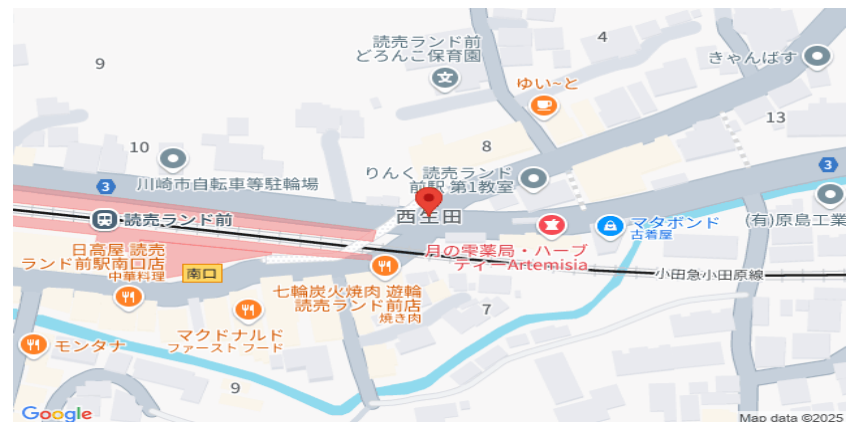 9
読売ランド前
どろんこ保育園
4
きゃんばす
ゆい~と
13
10
8
川崎市自転車等駐輪場
りんく 読売ランド
前駅 第1教室
3
3
西生田
読売ランド前
マタボンド
古着屋
(有)原島工業
日高屋 読売
ランド前駅南口店
中華料理
南口
月の雫薬局・ハーブ
ティーArtemisia
小田急小田原線
七輪炭火焼肉 遊輪
読売ランド前店
焼き肉
7
マクドナルド
ファースト フード
モンタナ
9
Google
Map data ©2025